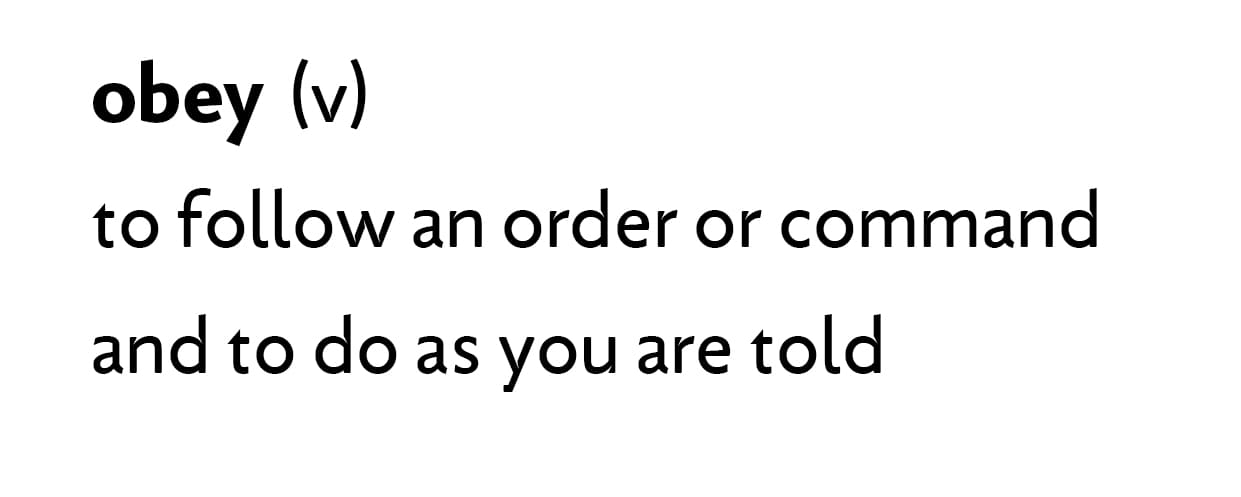 obey (v)
to follow an order or command
and to do as you are told